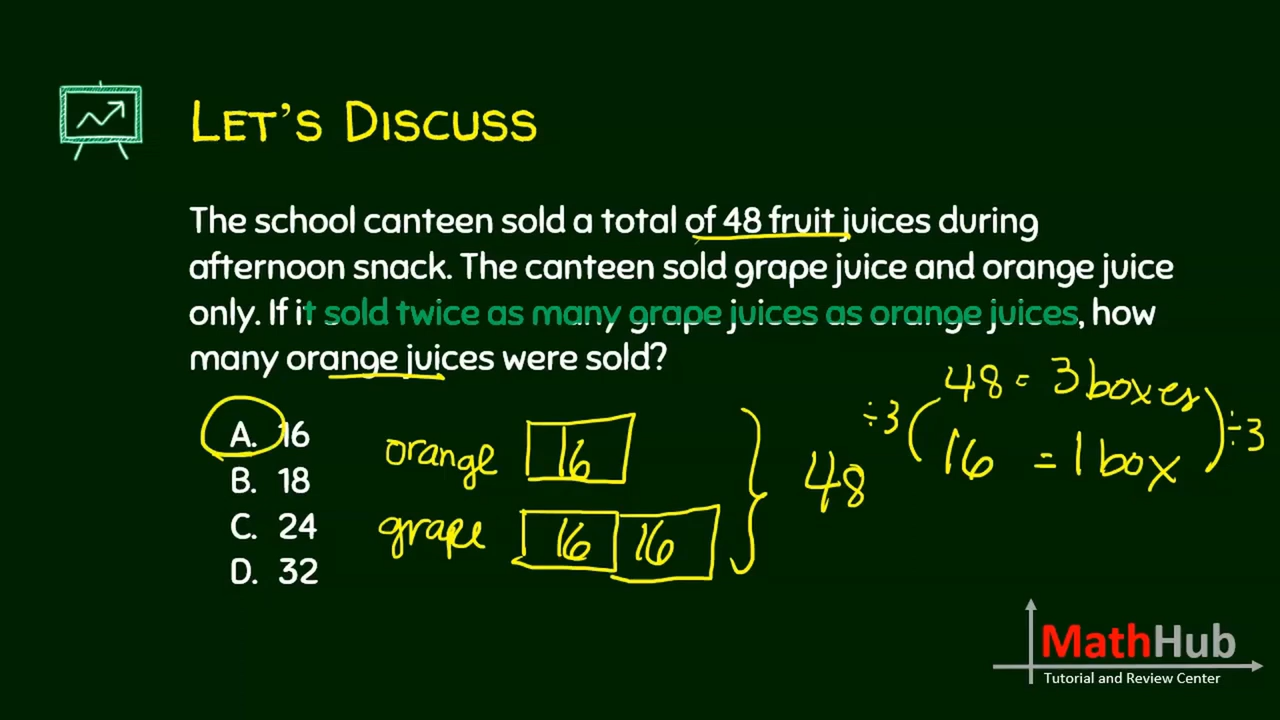 LET'S DISCUSS
The school canteen sold a total of 48 fruit juices during
afternoon snack. The canteen sold grape juice and orange juice
only. If it sold twice as many grape juices as orange juices, how
many orange juices were sold?
A. 16
B. 18
C. 24
D. 32
orange 16
grape 16 16
48
48 = 3 boxes
÷3 16 = 1 box ÷3
MathHub
Tutorial and Review Center